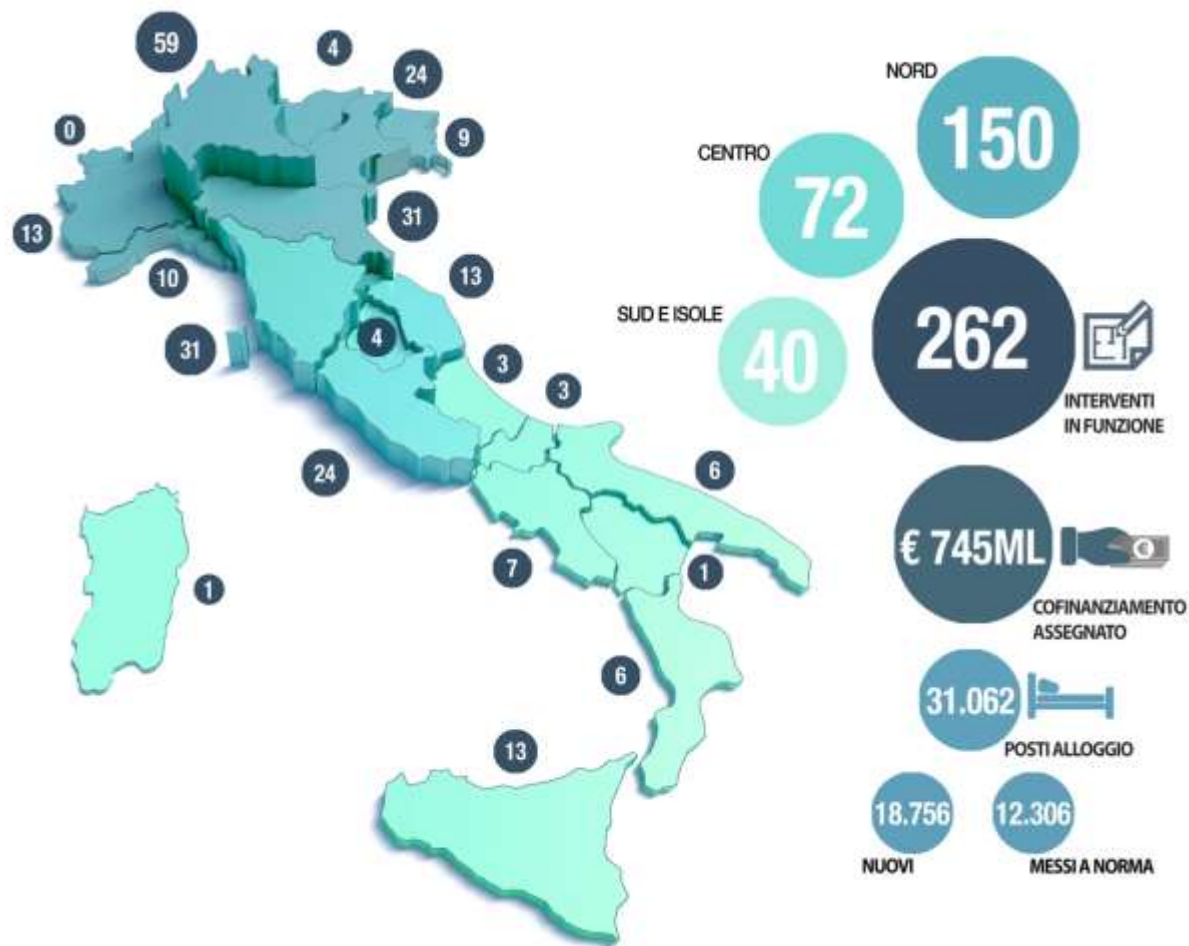 59
4
24
0
9
13
31
10
13
31
4
3
3
24
6
7
1
1
6
13
NORD
150
CENTRO
72
SUD E ISOLE
40
262
INTERVENTI
IN FUNZIONE
€ 745ML
COFINANZIAMENTO
ASSEGNATO
31.062
POSTI ALLOGGIO
18.756
12.306
NUOVI
MESSI A NORMA